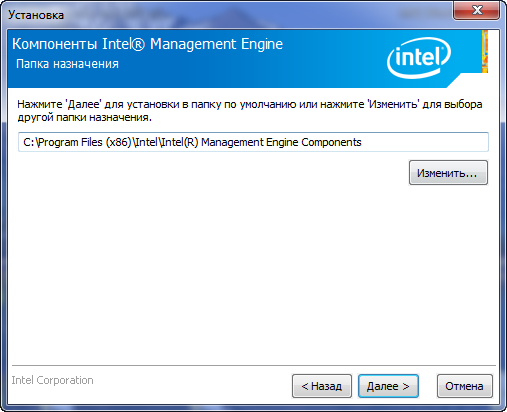 Установка
Компоненты Intel® Management Engine
Папка назначения
intel
Нажмите 'Далее' для установки в папку по умолчанию или нажмите 'Изменить' для выбора
другой папки назначения.
C:\Program Files (x86)\Intel\Intel(R) Management Engine Components
Изменить...
Intel Corporation
< Назад
Далее >
Отмена